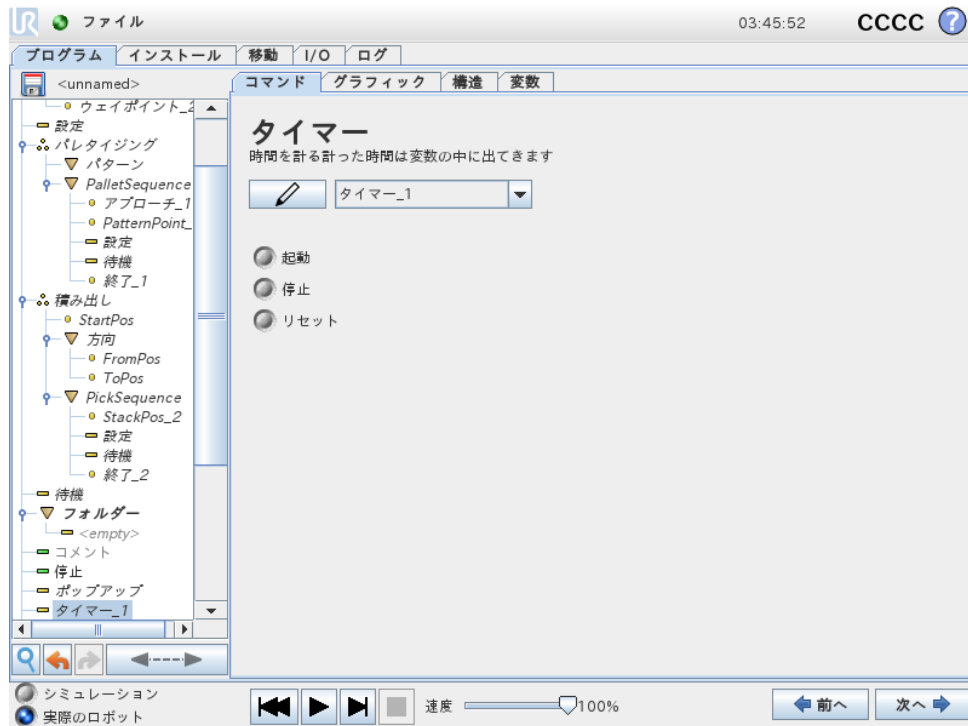 UR ファイル 03:45:52 CCCC ?
プログラム インストール 移動 I/O ログ
<unnamed>
コマンド グラフィック 構造 変数
ウェイポイント_2
設定
パレタイジング
パターン
PalletSequence
アプローチ_1
PatternPoint_
設定
待機
終了_1
積み出し
StartPos
方向
FromPos
ToPos
PickSequence
StackPos_2
設定
待機
終了_2
待機
フォルダー
<empty>
コメント
停止
ポップアップ
タイマー_1
タイマー
時間を計る計った時間は変数の中に出てきます
タイマー_1
起動
停止
リセット
シミュレーション
実際のロボット
速度 100%
前へ 次へ